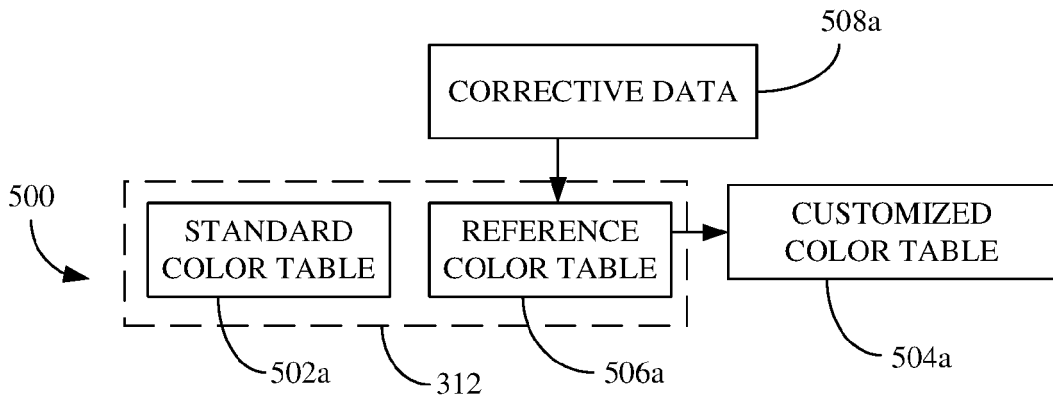 508a
CORRECTIVE DATA
500
STANDARD
COLOR TABLE
REFERENCE
COLOR TABLE
CUSTOMIZED
COLOR TABLE
502a
312
506a
504a